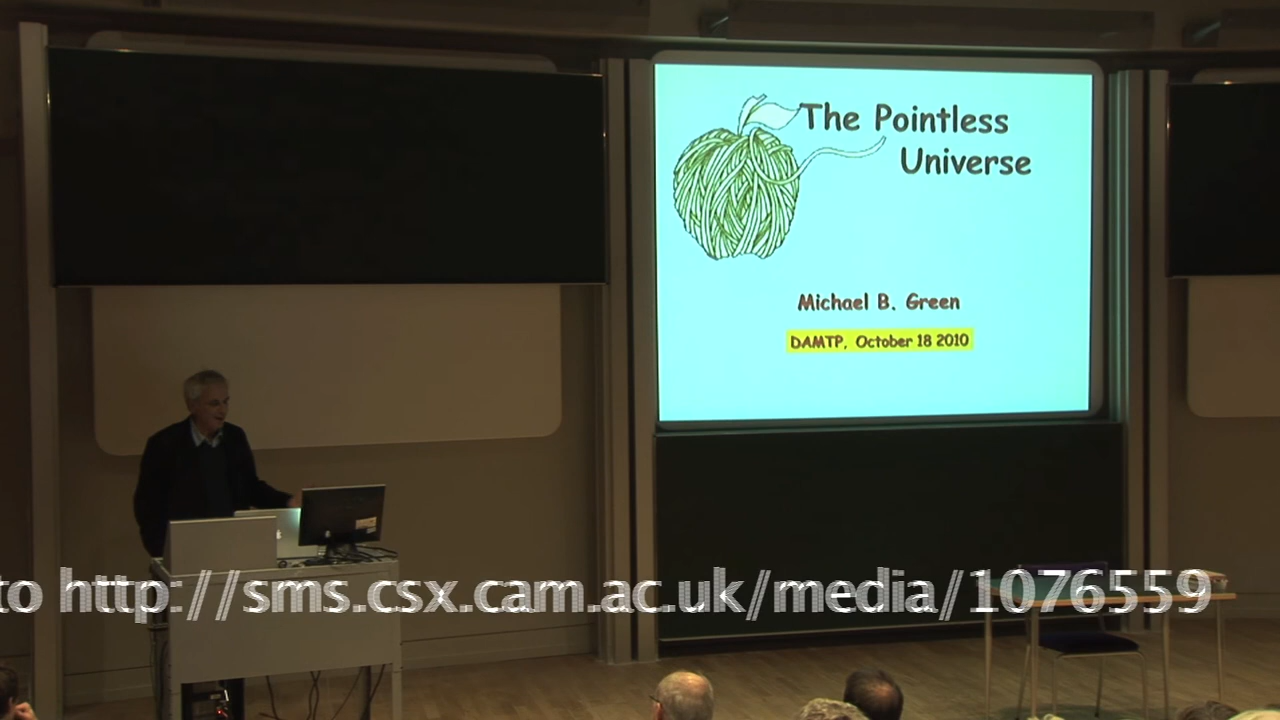 The Pointless
Universe
Michael B. Green
DAMTP, October 18 2010
to http://sms.csx.cam.ac.uk/media/1076559